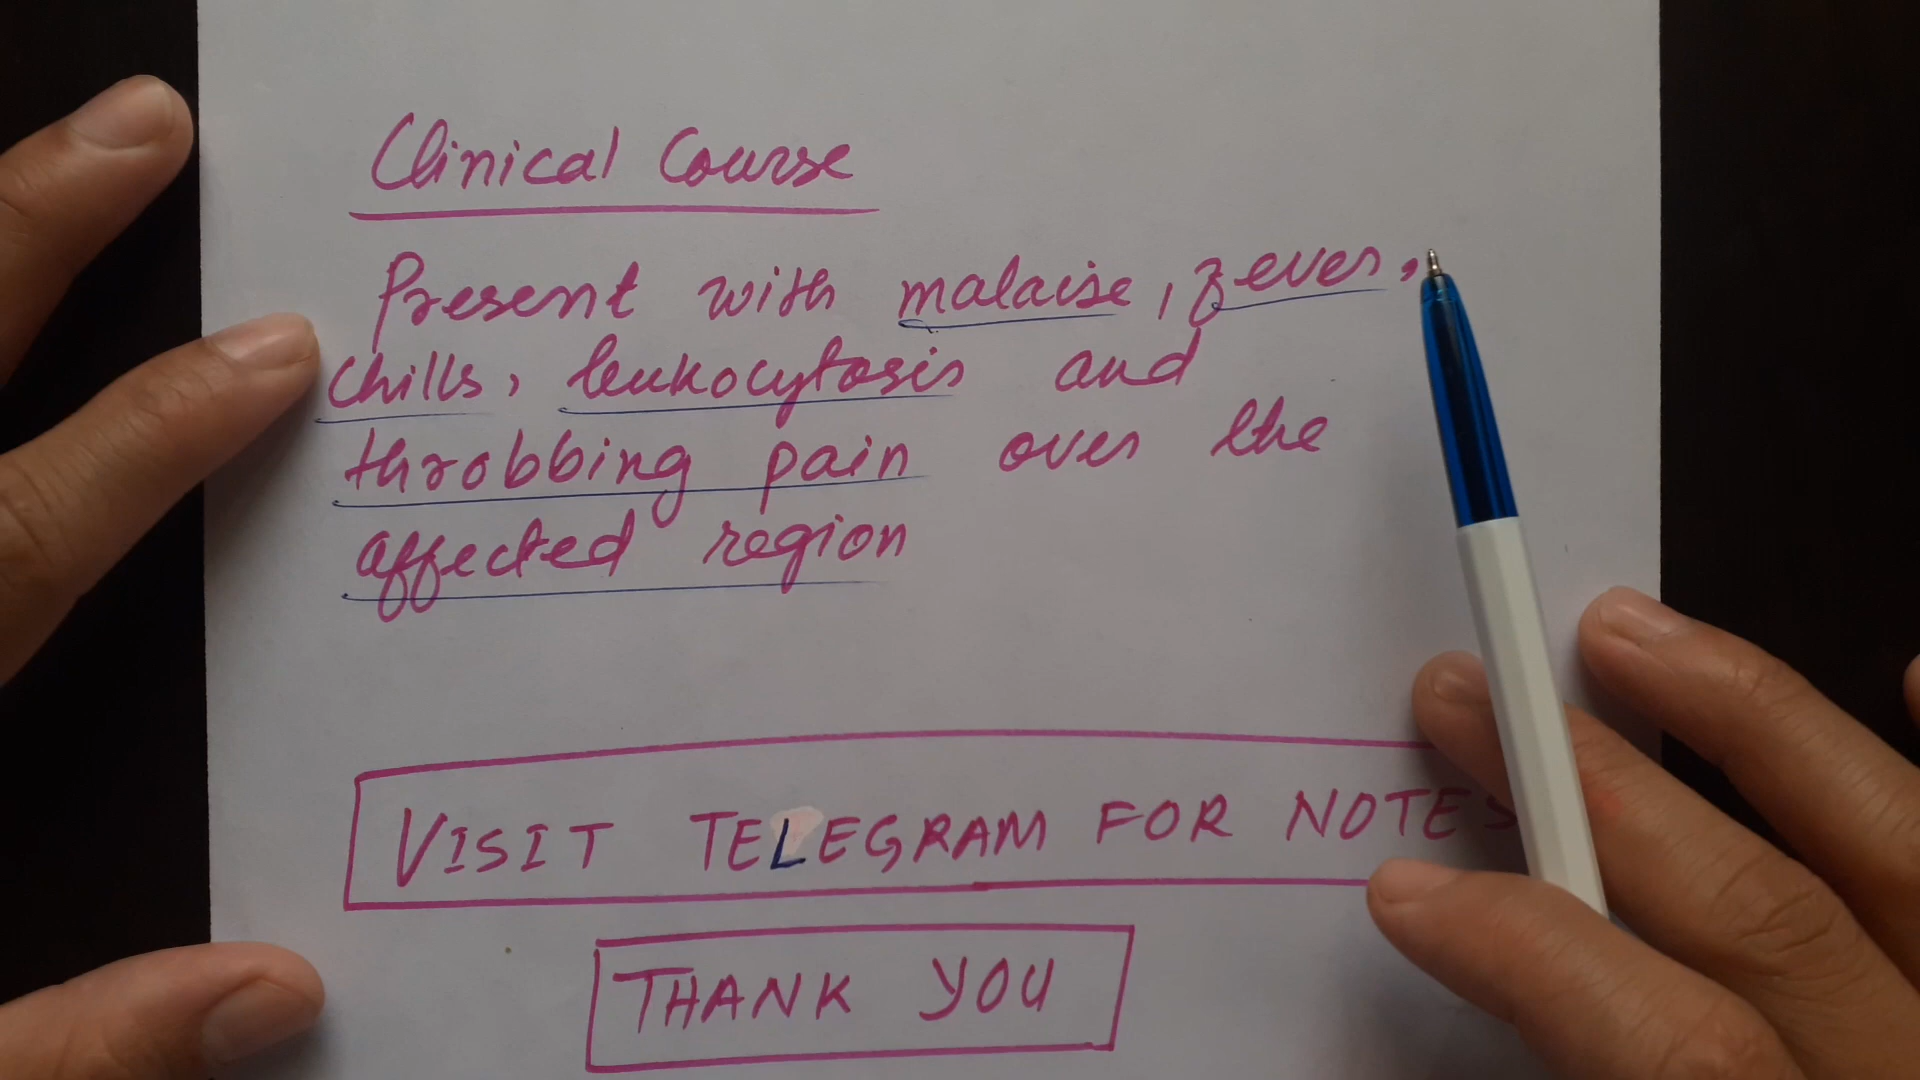 Clinical Course
Present with malaise, fever,
chills, leukocytosis and
throbbing pain over the
affected region
VISIT TELEGRAM FOR NOTES
THANK YOU